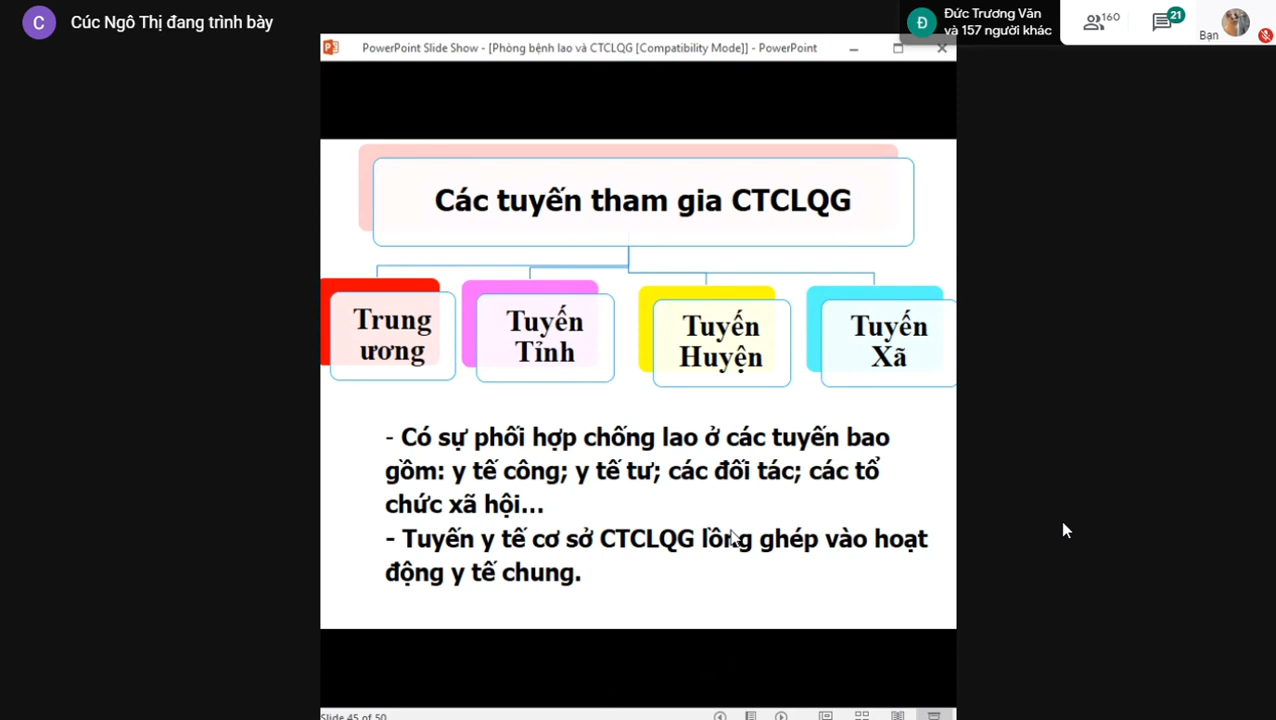 C
Cúc Ngô Thị đang trình bày
Đ
Đức Trương Văn
và 157 người khác
160
21
Bạn
PowerPoint Slide Show - [Phòng bệnh lao và CTCLQG [Compatibility Mode]] - PowerPoint
Các tuyến tham gia CTCLQG
Trung
ương
Tuyến
Tỉnh
Tuyến
Huyện
Tuyến
Xã
- Có sự phối hợp chống lao ở các tuyến bao
gồm: y tế công; y tế tư; các đối tác; các tổ
chức xã hội...
- Tuyến y tế cơ sở CTCLQG lồng ghép vào hoạt
động y tế chung.
Slide 45 of 50